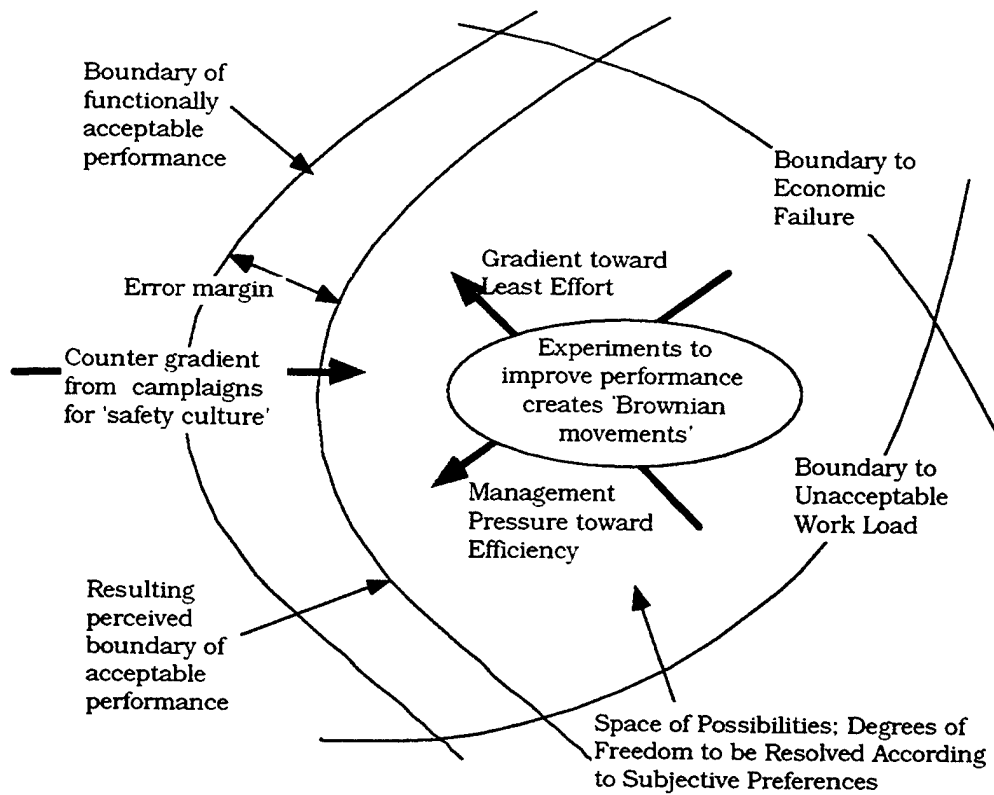 Boundary of
functionally
acceptable
performance
Boundary to
Economic
Failure
Gradient toward
Least Effort
Error margin
Experiments to
improve performance
creates 'Brownian
movements'
Counter gradient
from camplaigns
for 'safety culture'
Boundary to
Unacceptable
Work Load
Management
Pressure toward
Efficiency
Resulting
perceived
boundary of
acceptable
performance
Space of Possibilities; Degrees of
Freedom to be Resolved According
to Subjective Preferences